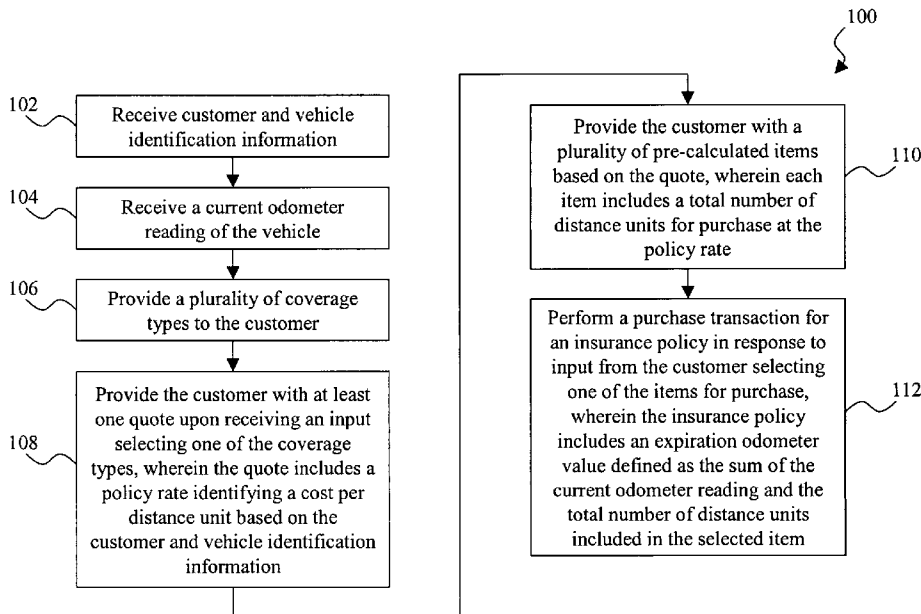 100
102
Receive customer and vehicle
identification information
104
Receive a current odometer
reading of the vehicle
106
Provide a plurality of coverage
types to the customer
108
Provide the customer with at least
one quote upon receiving an input
selecting one of the coverage
types, wherein the quote includes a
policy rate identifying a cost per
distance unit based on the
customer and vehicle identification
information
110
Provide the customer with a
plurality of pre-calculated items
based on the quote, wherein each
item includes a total number of
distance units for purchase at the
policy rate
112
Perform a purchase transaction for
an insurance policy in response to
input from the customer selecting
one of the items for purchase,
wherein the insurance policy
includes an expiration odometer
value defined as the sum of the
current odometer reading and the
total number of distance units
included in the selected item